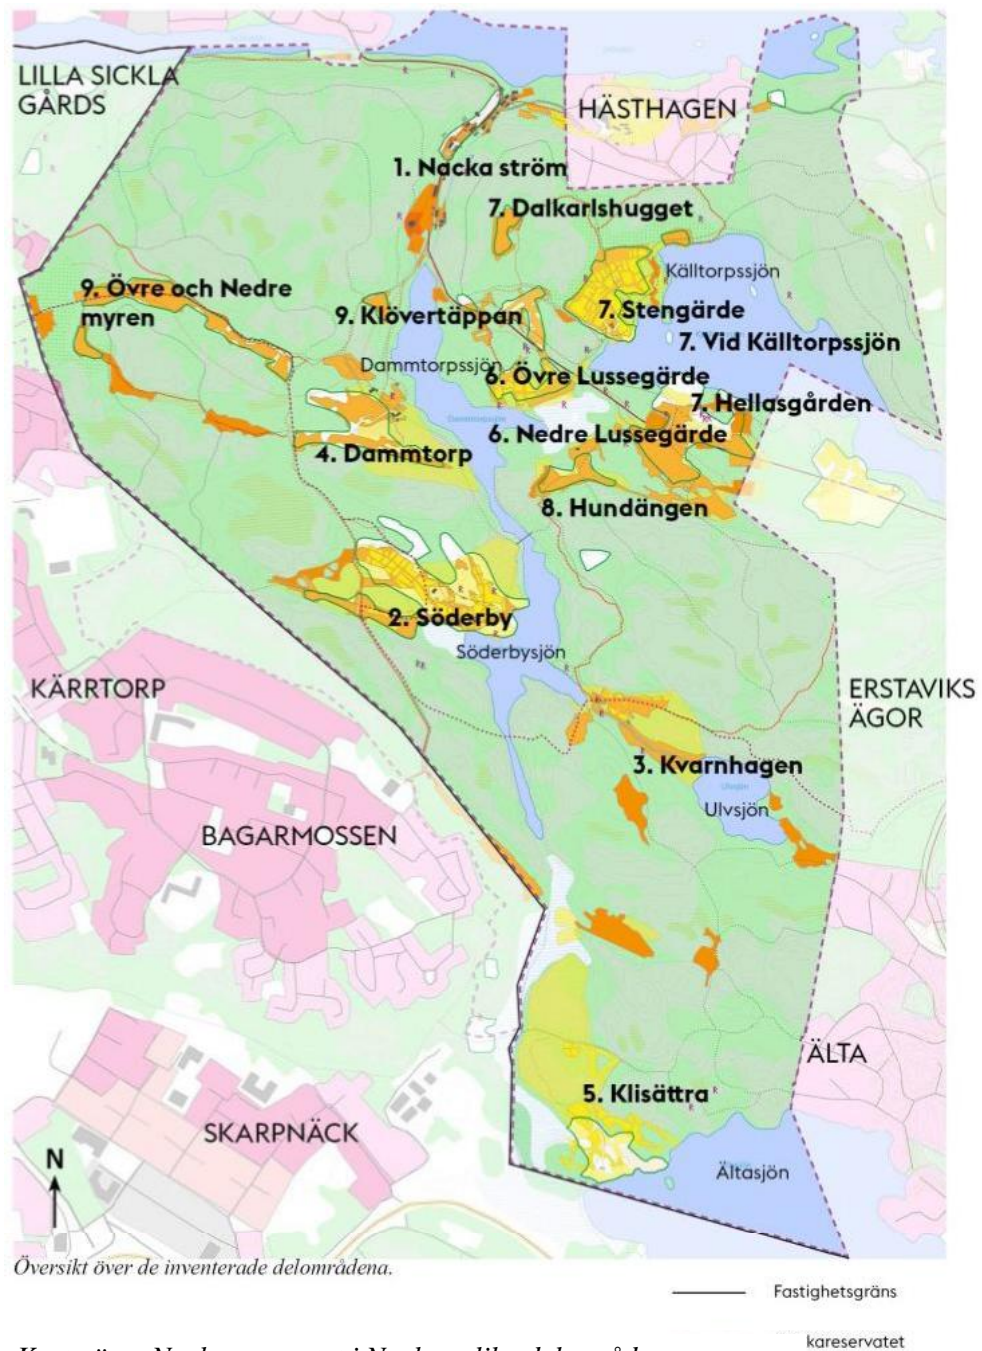 LILLA SICKLA
GÅRDS
HÄSTHAGEN
1. Nacka ström
7. Dalkarlshugget
Källtorpssjön
9. Övre och Nedre
myren
9. Klövertäppan
7. Stengärde
7. Vid Källtorpssjön
Dammtorpssjön
6. Övre Lussegärde
7. Hellasgården
6. Nedre Lussegärde
4. Dammtorp
8. Hundängen
2. Söderby
Söderbysjön
KÄRRTORP
ERSTAVIKS
ÄGOR
3. Kvarnhagen
Ulvsjön
BAGARMOSSEN
ÄLTA
5. Klisättra
SKARPNÄCK
Ältasjön
N
Översikt över de inventerade delområdena.
Fastighetsgräns
kareservatet